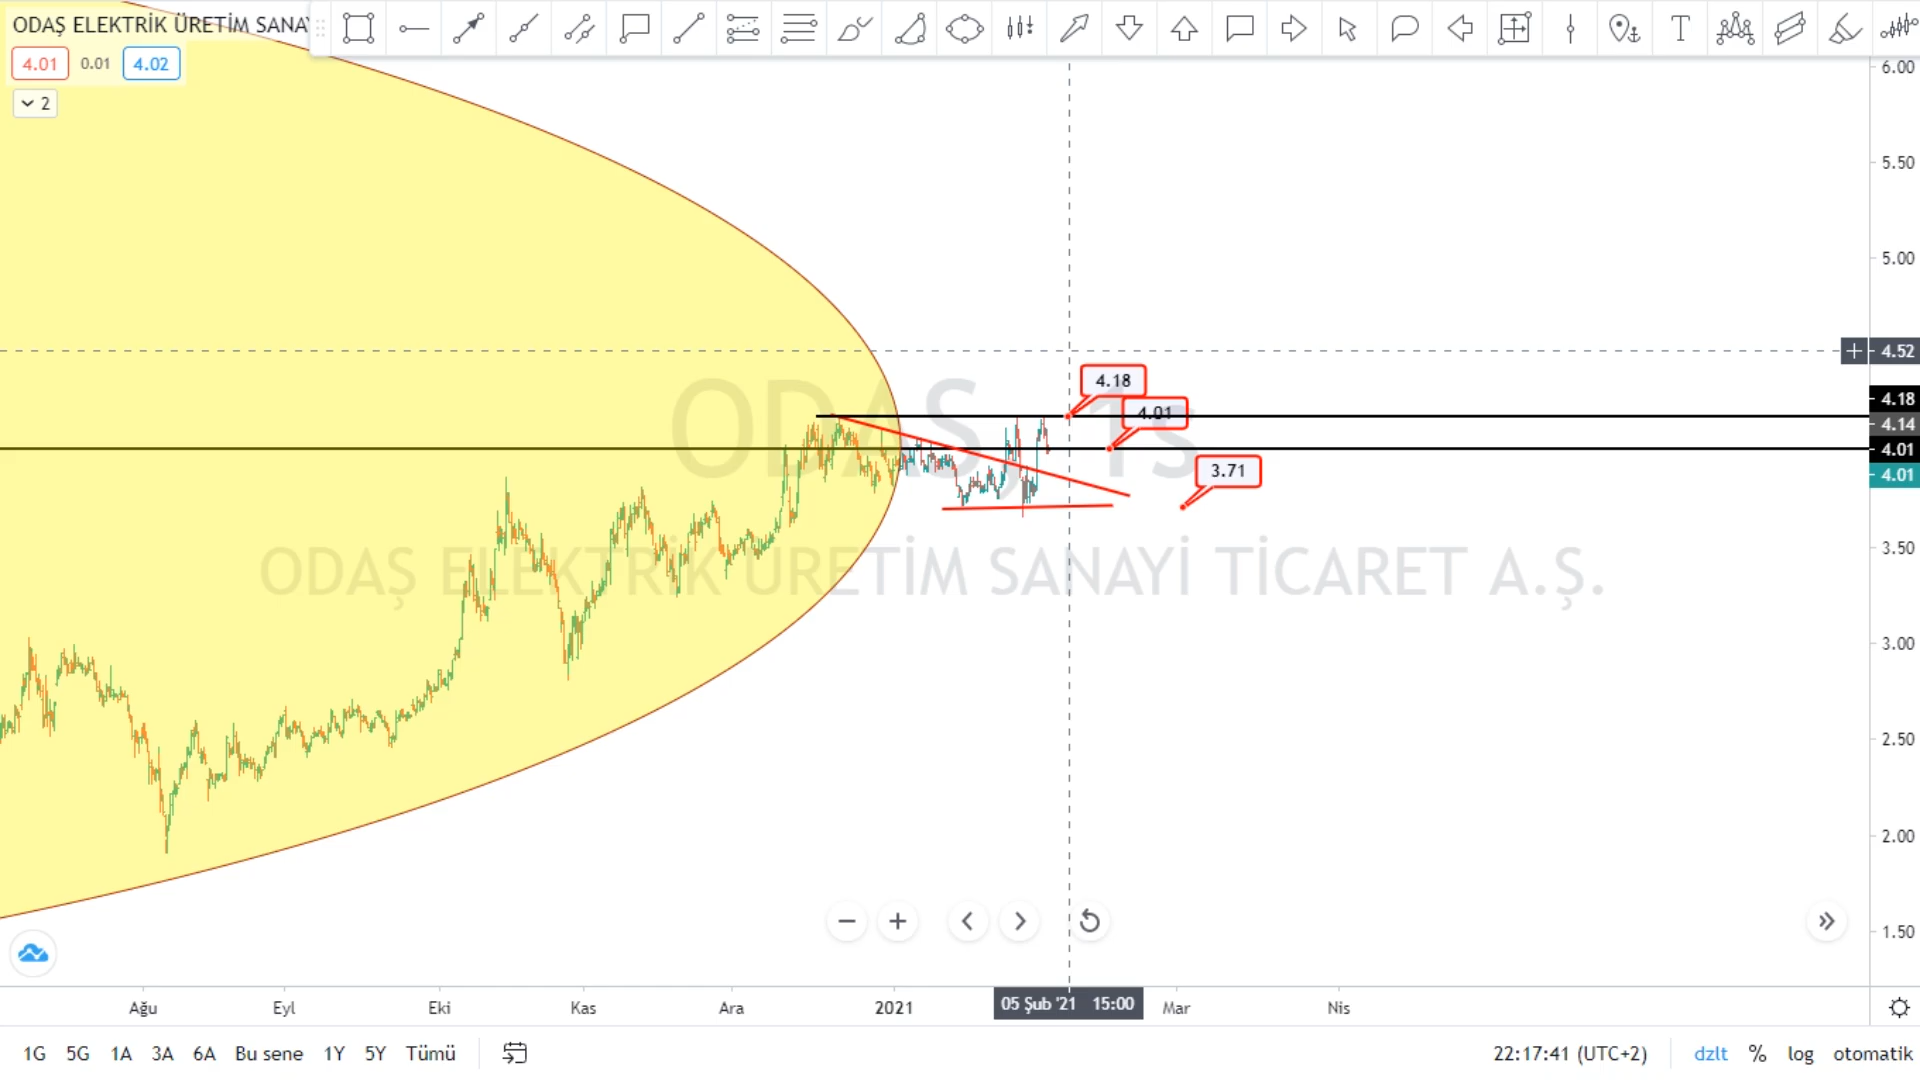 ODAŞ ELEKTRİK ÜRETİM SANAY
4.01 0.01 4.02
2
6.00
5.50
5.00
4.52
4.18
4.18
4.01
4.14
4.01
3.71
4.01
ODAŞ, 1s
3.50
ODAŞ ELEKTRİK ÜRETİM SANAYİ TİCARET A.Ş.
3.00
2.50
2.00
1.50
Ağu Eyl Eki Kas Ara 2021 05 Şub '21 15:00 Mar Nis
1G 5G 1A 3A 6A Bu sene 1Y 5Y Tümü 22:17:41 (UTC+2) dzlt % log otomatik